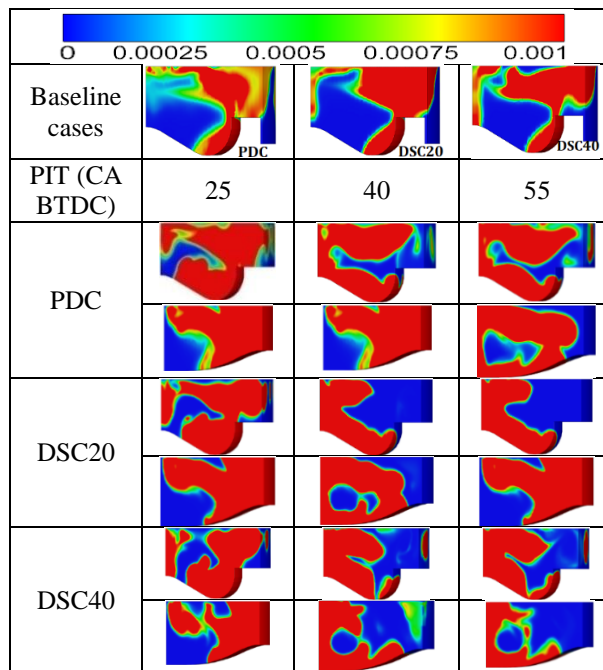 0 0.00025 0.0005 0.00075 0.001
Baseline
cases
PDC
DSC20
DSC40
PIT (CA
BTDC)
25
40
55
PDC
DSC20
DSC40